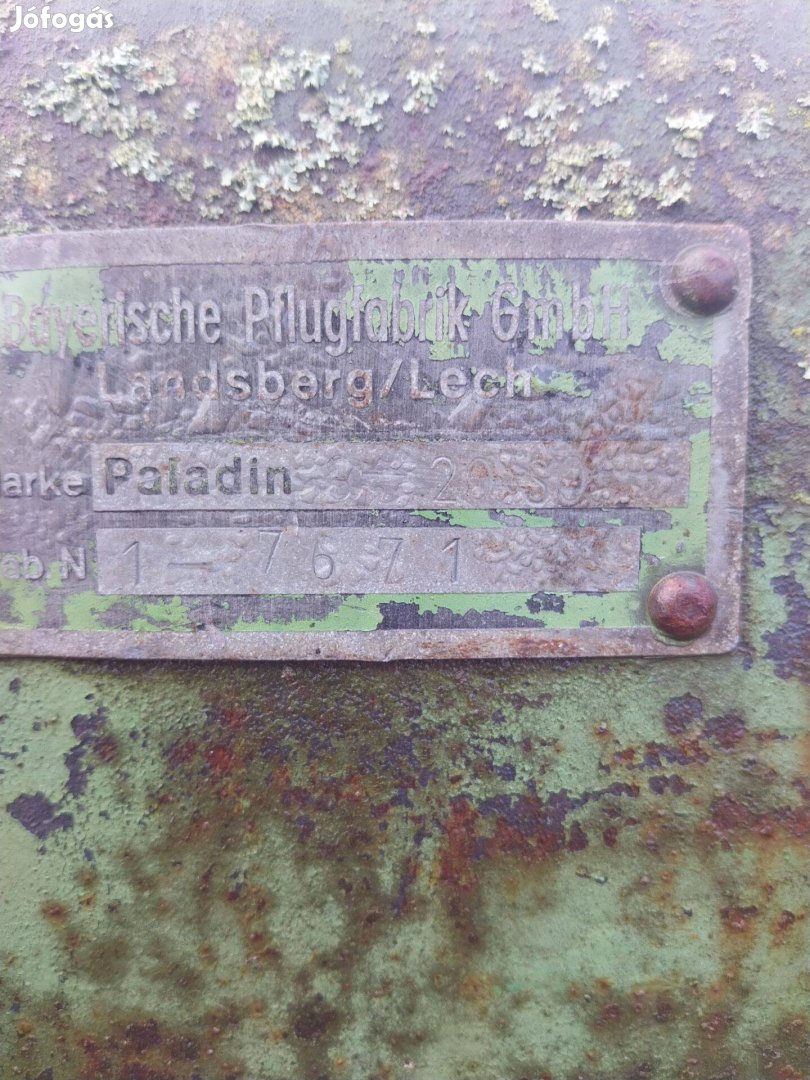 Jófogás
Bayerische Pflugfabrik GmbH
Landsberg/Lech
arke Paladin
ab. N 1-7671